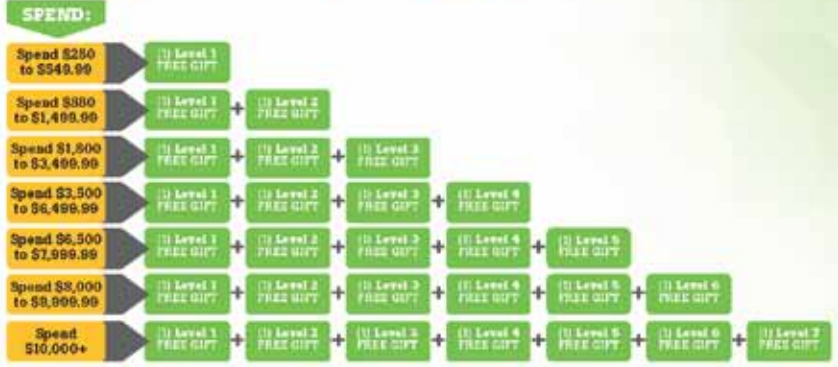 SPEND:
Spend $250 (1) Level 1
to $549.99 FREE GIFT
Spend $550 (1) Level 1 + (1) Level 2
to $1,499.99 FREE GIFT FREE GIFT
Spend $1,500 (1) Level 1 + (1) Level 2 + (1) Level 3
to $3,499.99 FREE GIFT FREE GIFT FREE GIFT
Spend $3,500 (1) Level 1 + (1) Level 2 + (1) Level 3 + (1) Level 4
to $6,499.99 FREE GIFT FREE GIFT FREE GIFT FREE GIFT
Spend $6,500 (1) Level 1 + (1) Level 2 + (1) Level 3 + (1) Level 4 + (1) Level 5
to $7,999.99 FREE GIFT FREE GIFT FREE GIFT FREE GIFT FREE GIFT
Spend $8,000 (1) Level 1 + (1) Level 2 + (1) Level 3 + (1) Level 4 + (1) Level 5 + (1) Level 6
to $9,999.99 FREE GIFT FREE GIFT FREE GIFT FREE GIFT FREE GIFT FREE GIFT
Spend (1) Level 1 + (1) Level 2 + (1) Level 3 + (1) Level 4 + (1) Level 5 + (1) Level 6 + (1) Level 7
$10,000+ FREE GIFT FREE GIFT FREE GIFT FREE GIFT FREE GIFT FREE GIFT FREE GIFT